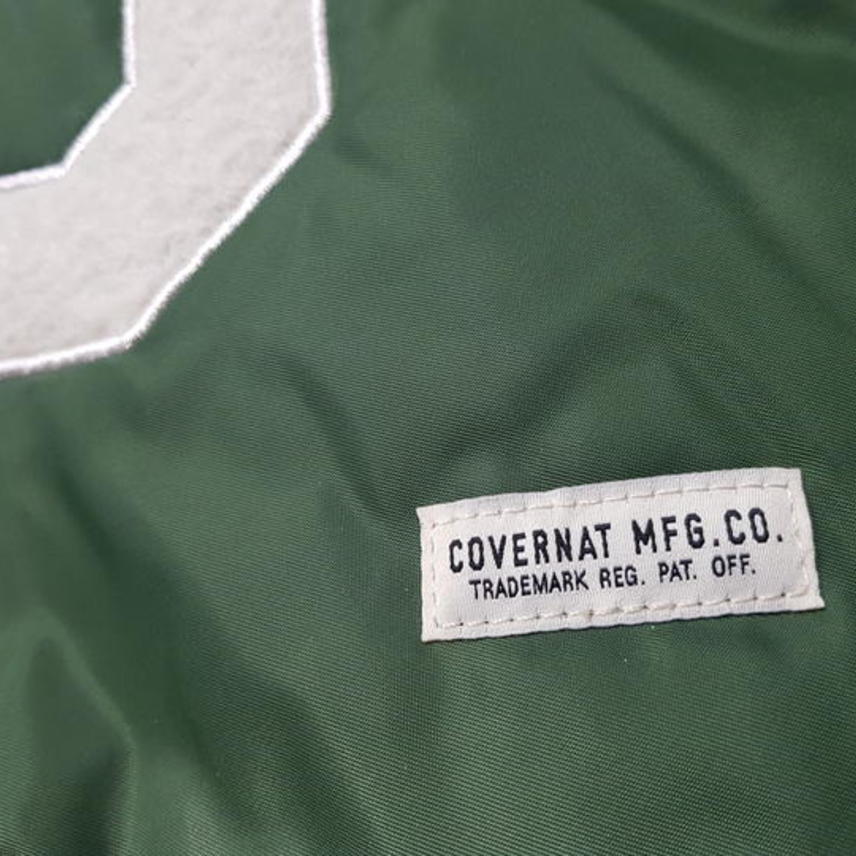 COVERNAT MFG.CO.
TRADEMARK REG. PAT. OFF.